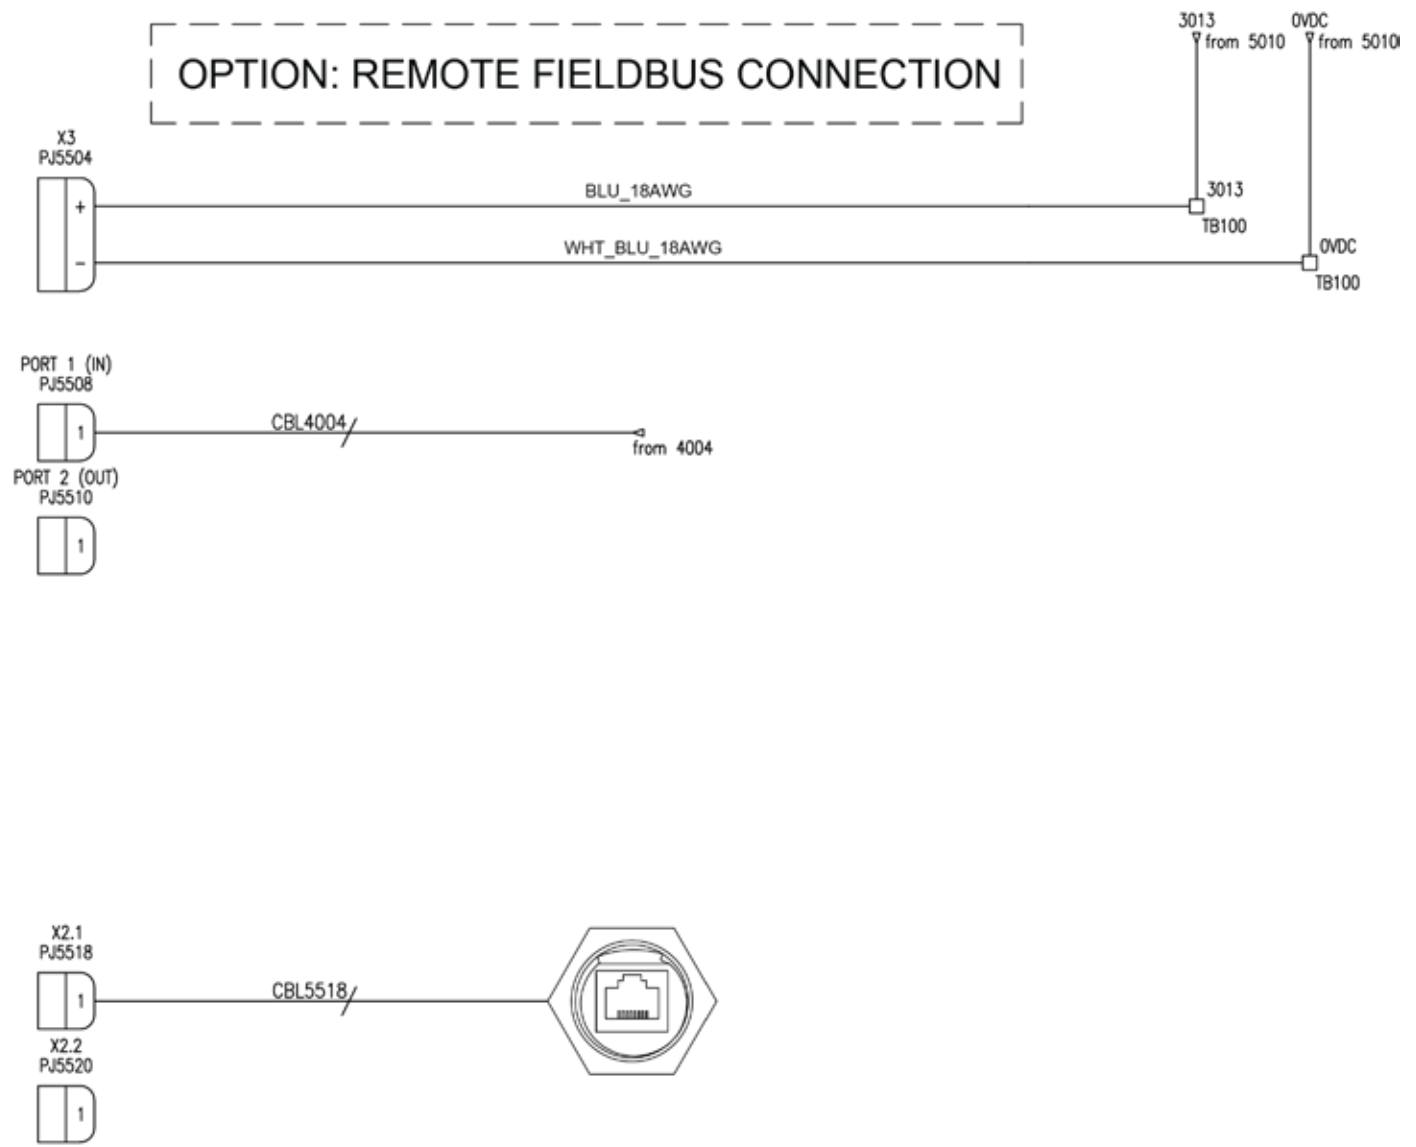 3013
from 5010
0VDC
from 5010
OPTION: REMOTE FIELDBUS CONNECTION
X3
PJ5504
+
BLU_18AWG
3013
TB100
-
WHT_BLU_18AWG
0VDC
TB100
PORT 1 (IN)
PJ5508
1
CBL4004
from 4004
PORT 2 (OUT)
PJ5510
1
X2.1
PJ5518
1
CBL5518
X2.2
PJ5520
1